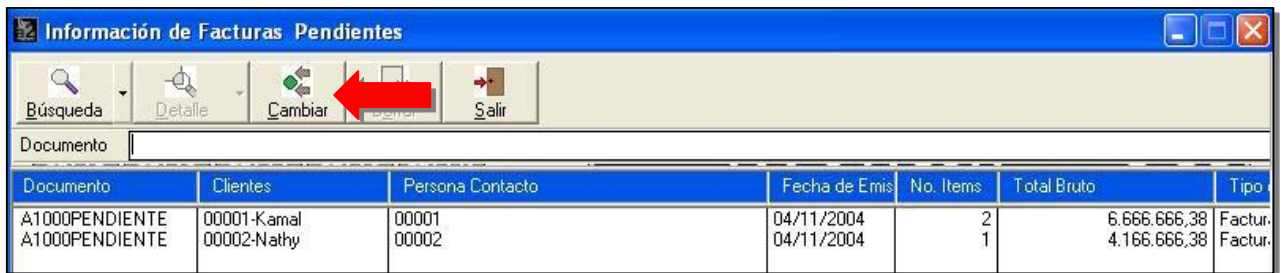 Información de Facturas Pendientes
Búsqueda Detalle Cambiar Salir
Documento
Documento Clientes Persona Contacto Fecha de Emis No. Items Total Bruto Tipo
A1000PENDIENTE 00001-Kamal 00001 04/11/2004 2 6.666.666,38 Factur
A1000PENDIENTE 00002-Nathy 00002 04/11/2004 1 4.166.666,38 Factur